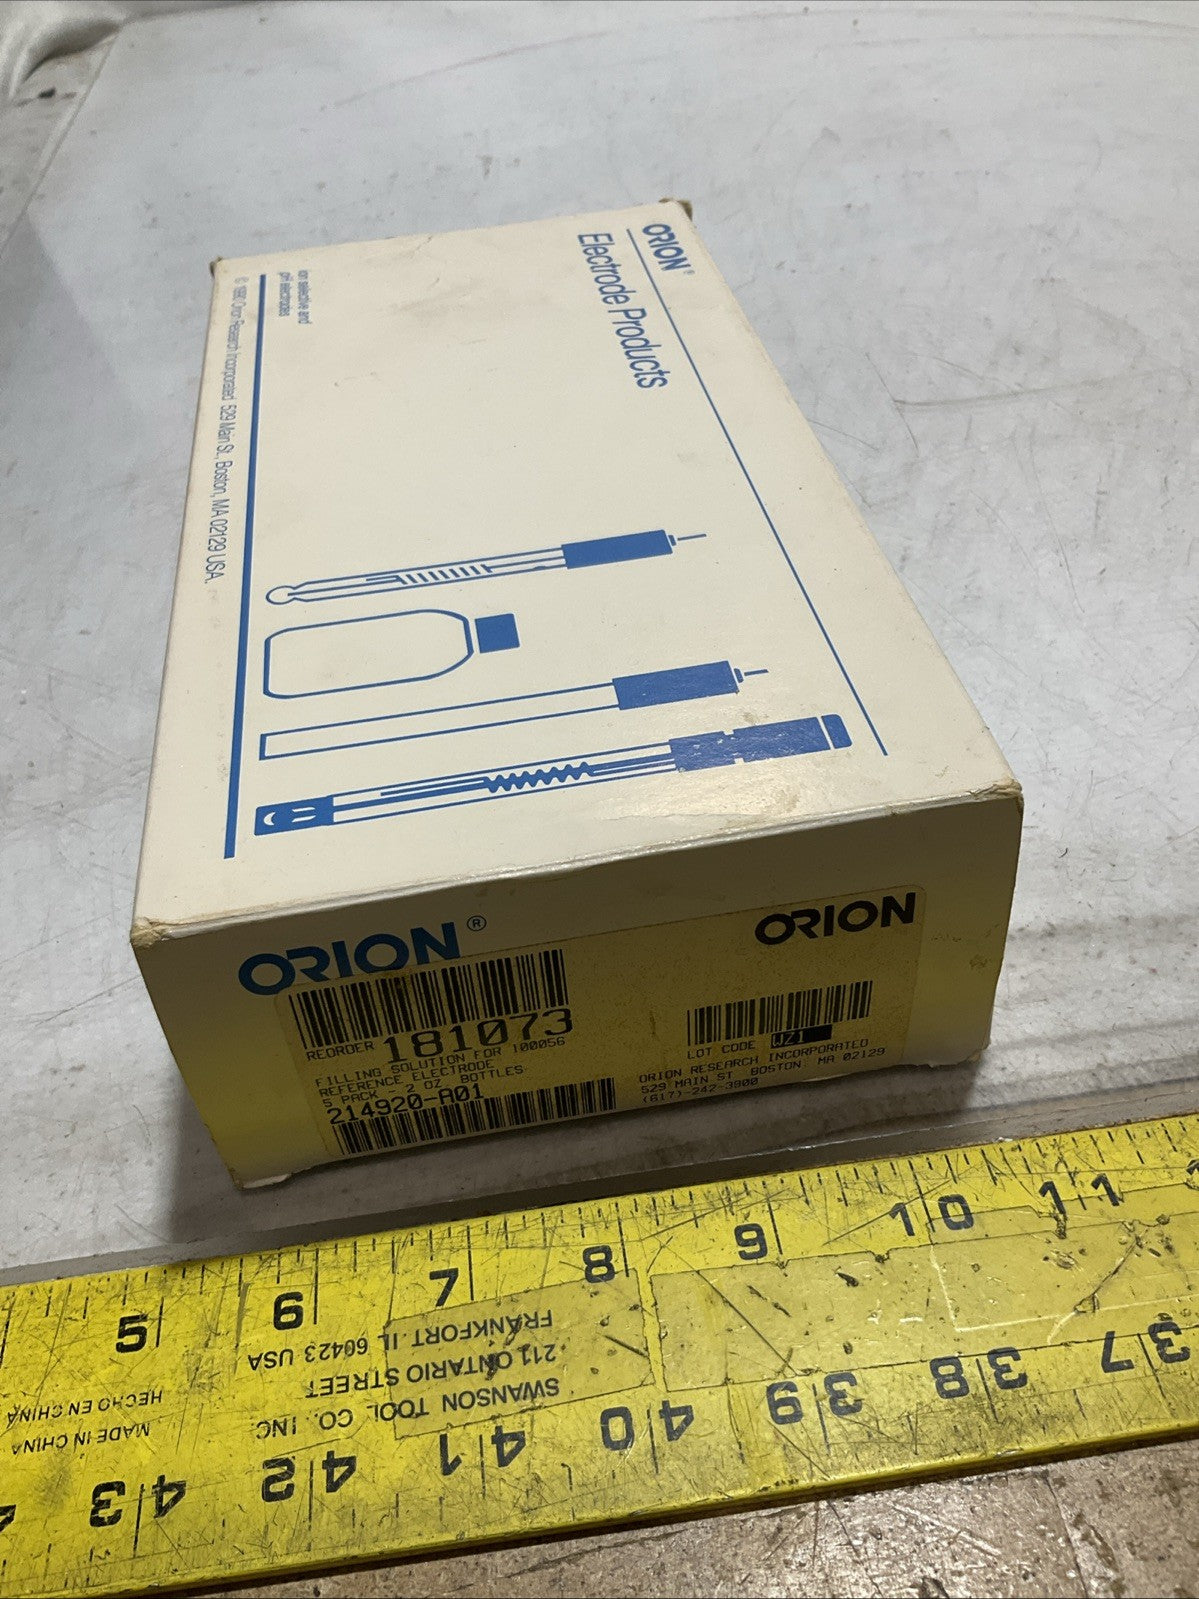 ORION®
Electrode Products
ion selective and
pH electrodes
© 1986 Orion Research Incorporated. 529 Main St., Boston, MA 02129 USA.
ORION®
REORDER 181073
FILLING SOLUTION FOR 100056
REFERENCE ELECTRODE
5 PACK 2 OZ. BOTTLES
214920-A01
ORION
LOT CODE WZ1
ORION RESEARCH INCORPORATED
529 MAIN ST BOSTON MA 02129
(617)-242-3900
5 6 7 8 9 10 11
SWANSON TOOL CO., INC.
211 ONTARIO STREET
FRANKFORT IL 60423 USA
MADE IN CHINA
HECHO EN CHINA
37 38 39 40 41 42 43